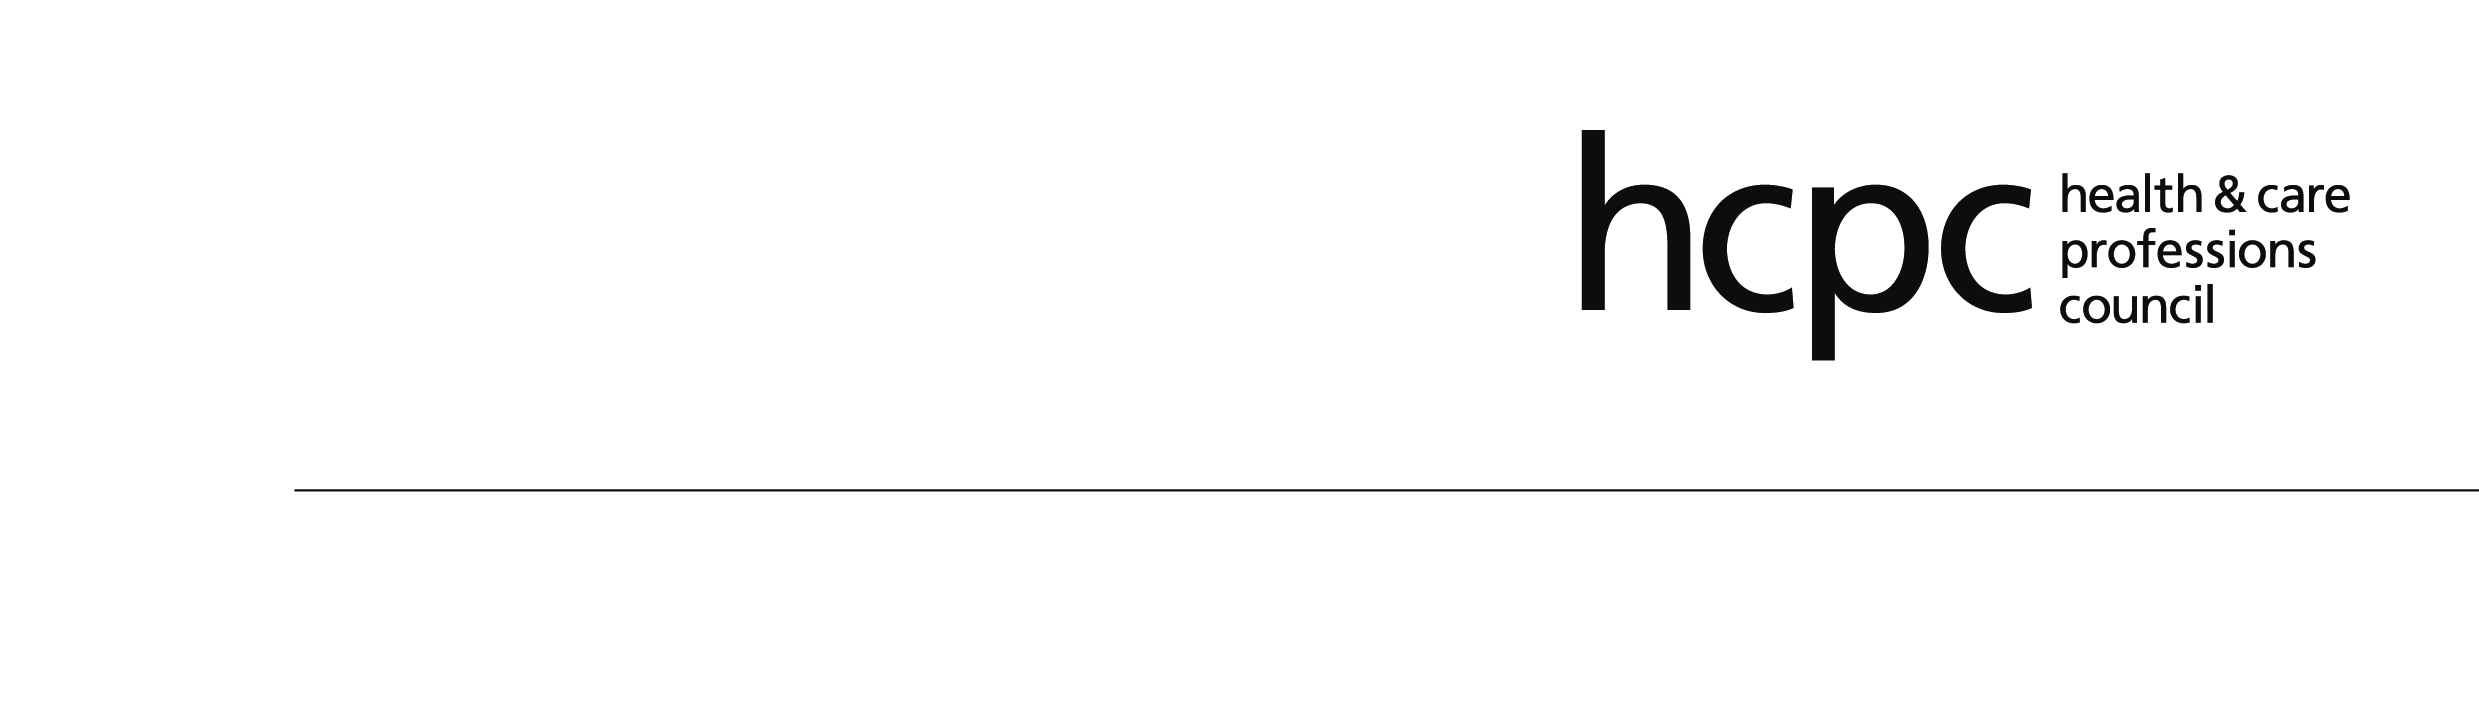 hcpc
health & care
professions
council